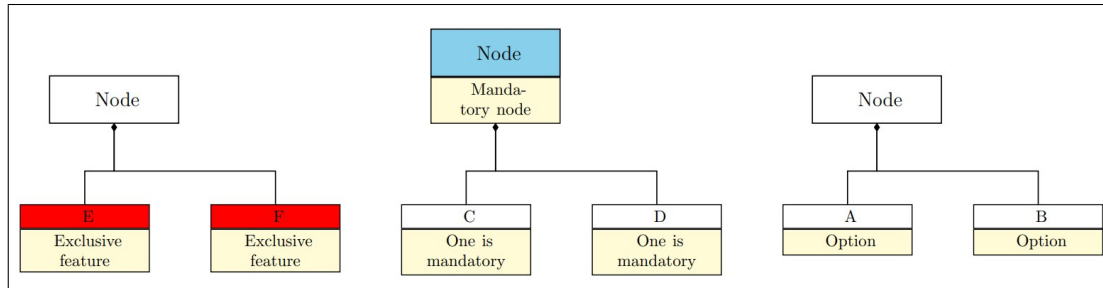 Node
Manda-
tory node
Node
Node
E
F
C
D
A
B
Exclusive
feature
Exclusive
feature
One is
mandatory
One is
mandatory
Option
Option